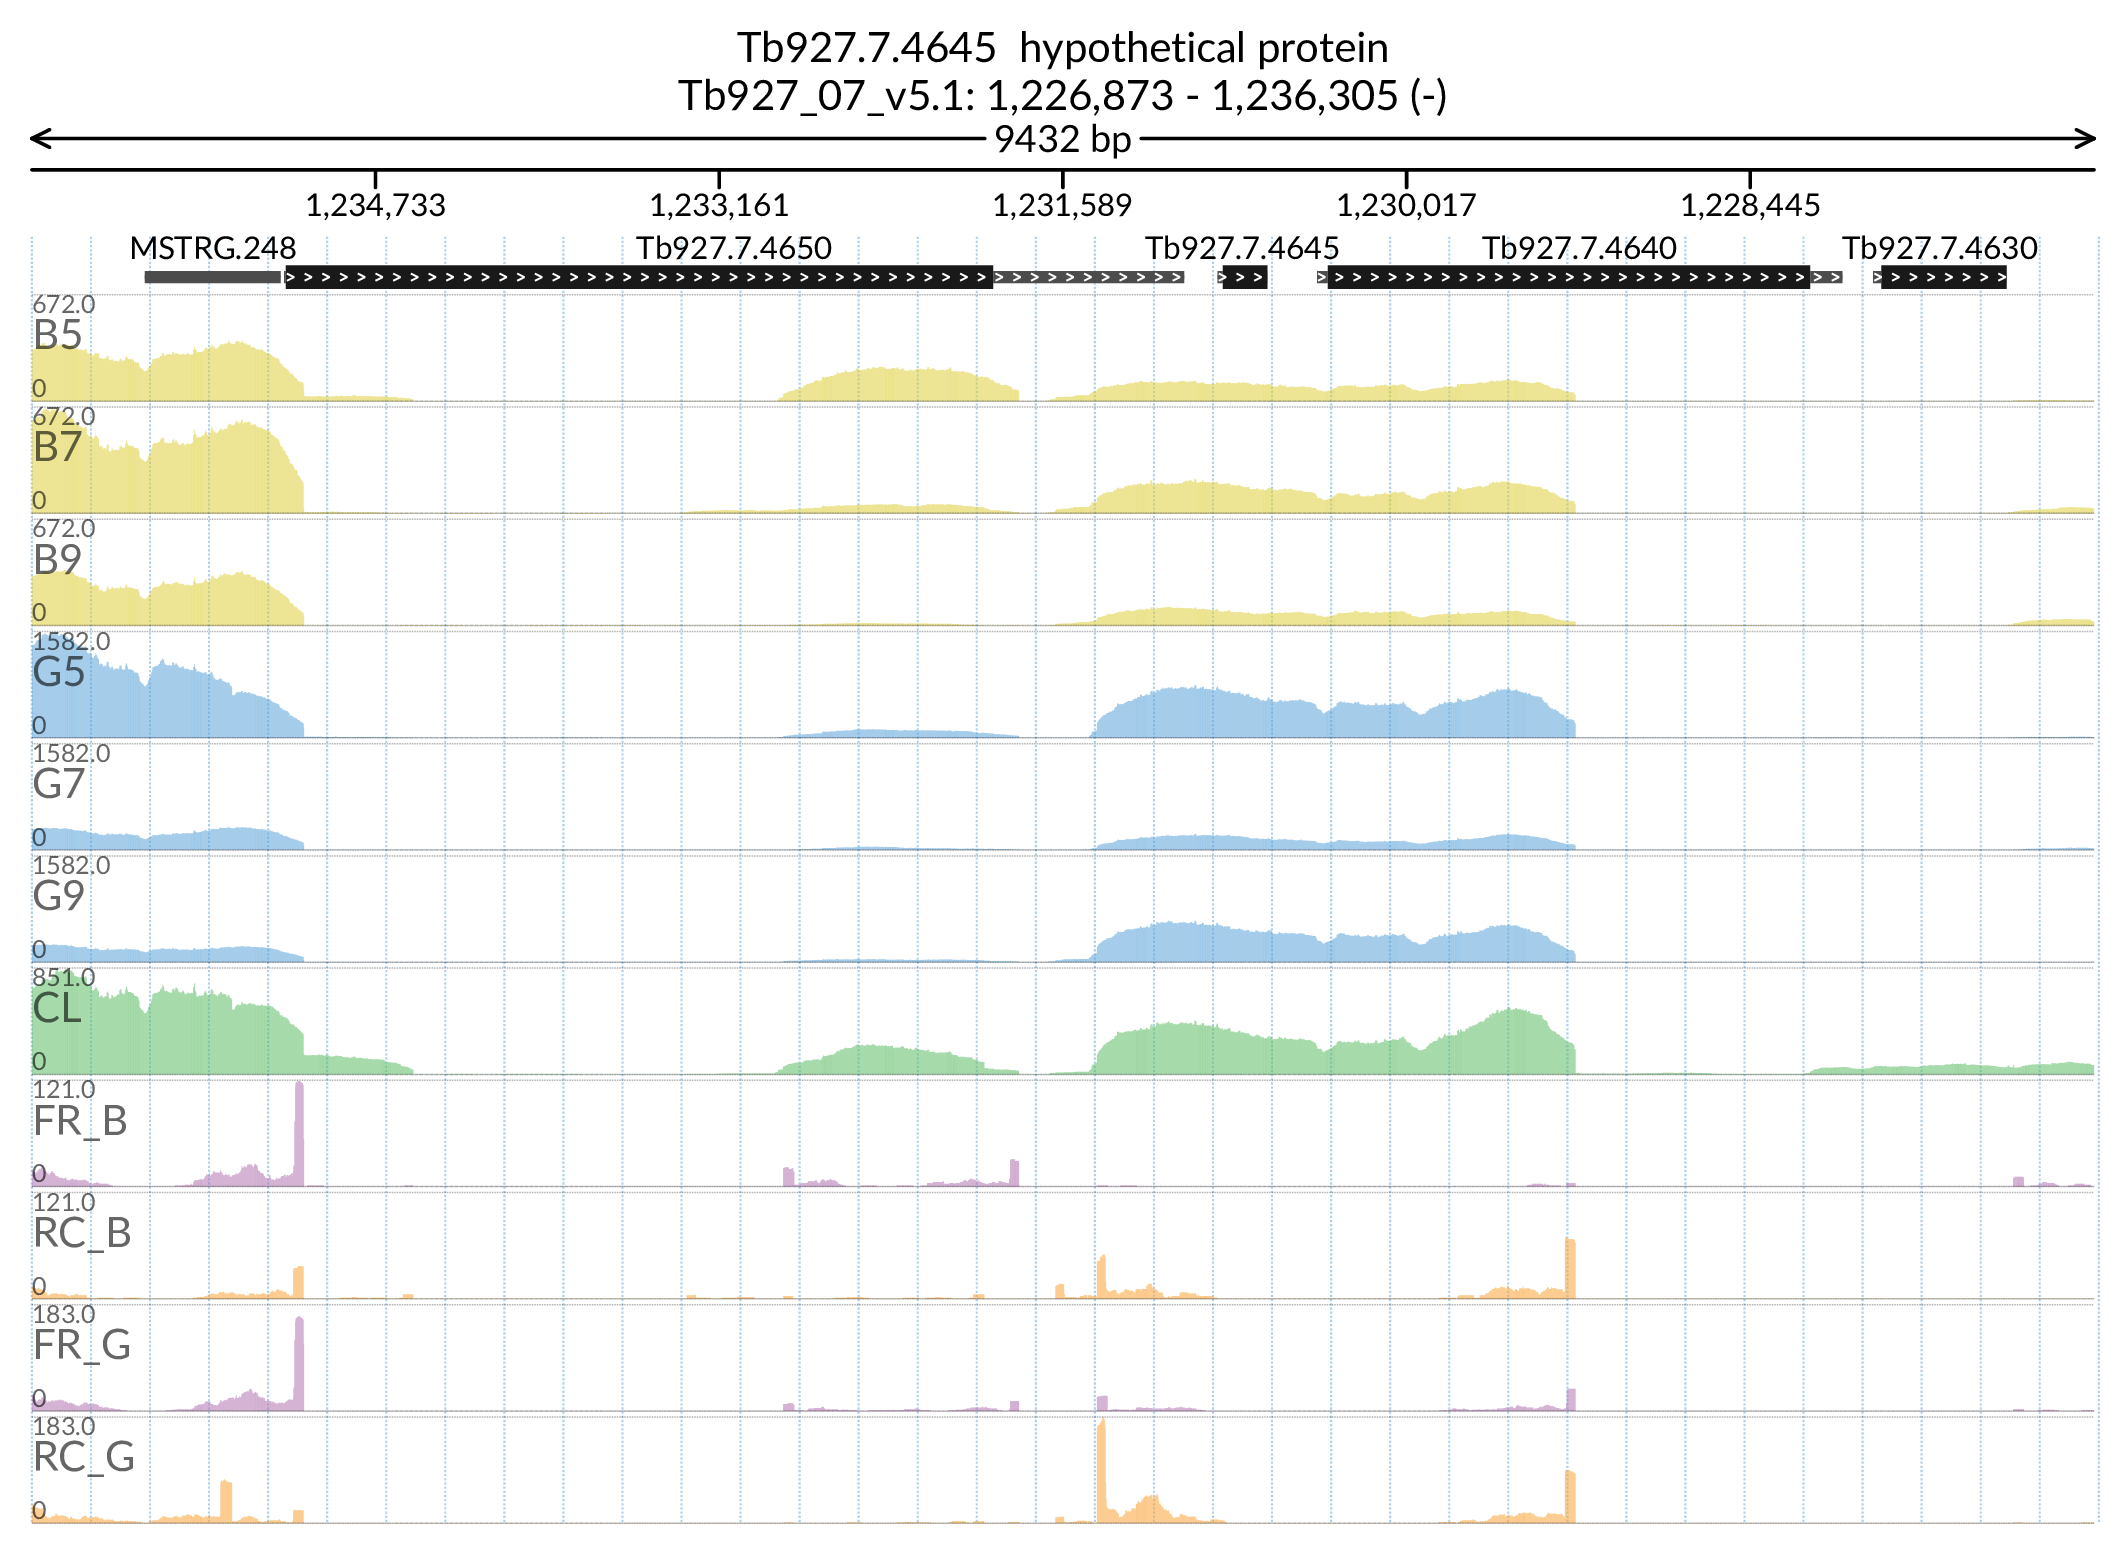 Tb927.7.4645  hypothetical protein
Tb927_07_v5.1: 1,226,873 - 1,236,305 (-)
9432 bp
1,234,733 1,233,161 1,231,589 1,230,017 1,228,445
MSTRG.248 Tb927.7.4650 Tb927.7.4645 Tb927.7.4640 Tb927.7.4630
672.0
B5
0
672.0
B7
0
672.0
B9
0
1582.0
G5
0
1582.0
G7
0
1582.0
G9
0
851.0
CL
0
121.0
FR_B
0
121.0
RC_B
0
183.0
FR_G
0
183.0
RC_G
0